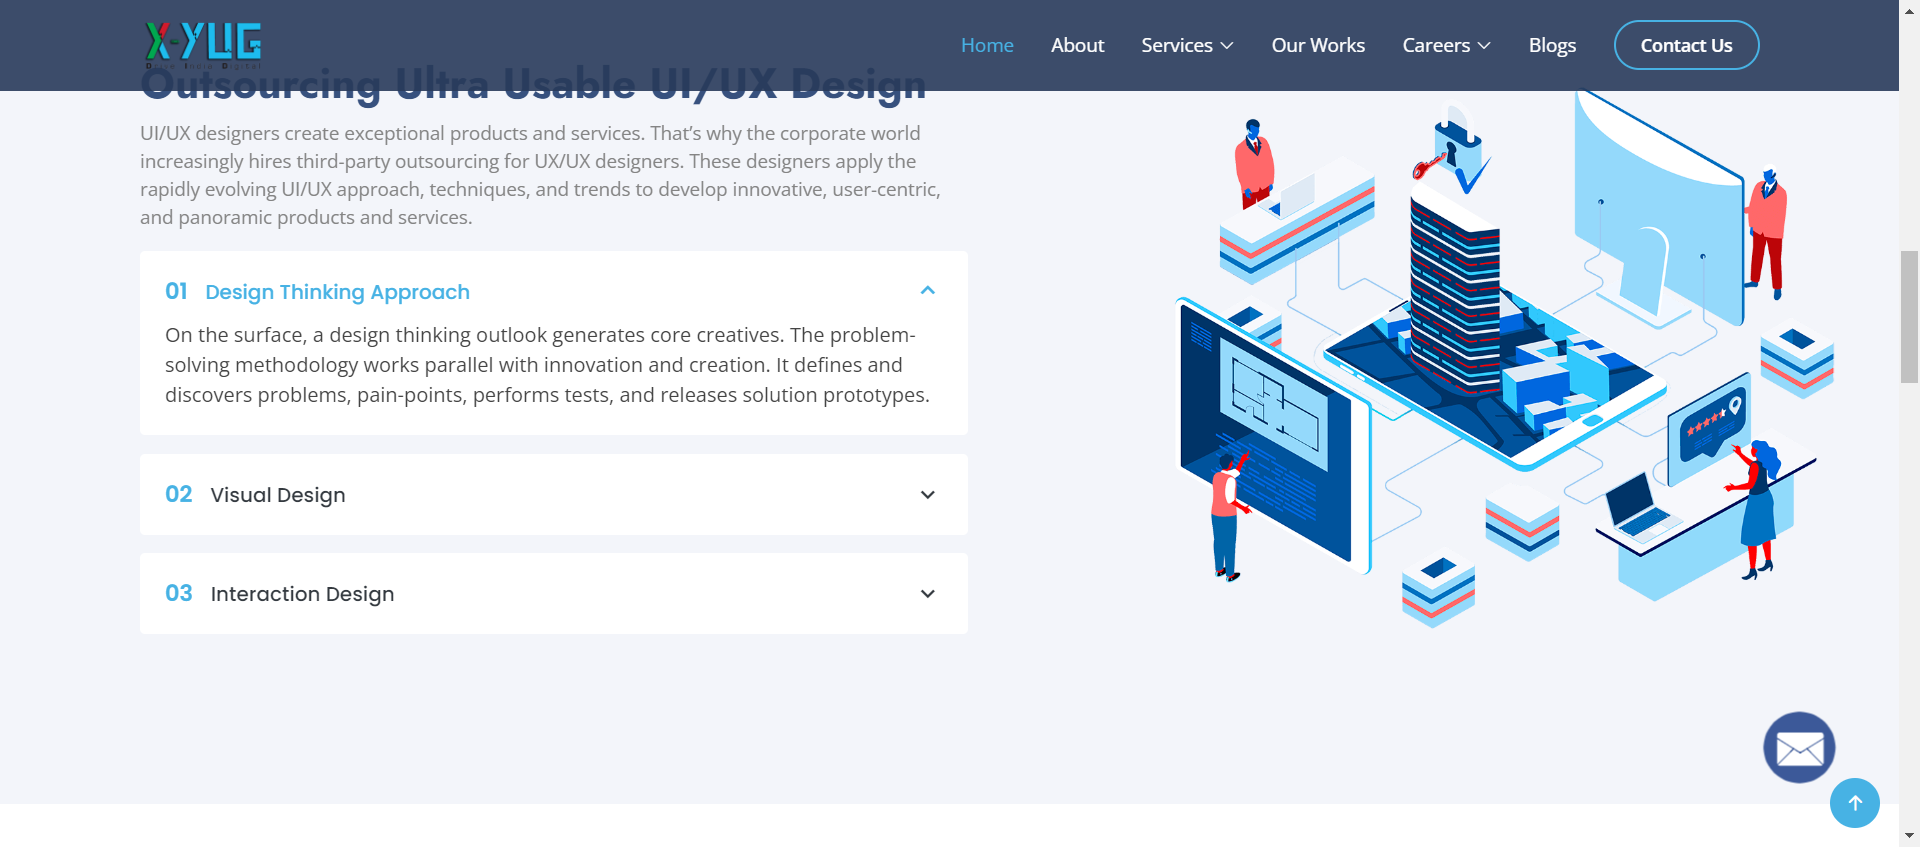 X-YUG
Drive India Digital
Home
About
Services
Our Works
Careers
Blogs
Contact Us
Outsourcing Ultra Usable UI/UX Design
UI/UX designers create exceptional products and services. That’s why the corporate world
increasingly hires third-party outsourcing for UX/UX designers. These designers apply the
rapidly evolving UI/UX approach, techniques, and trends to develop innovative, user-centric,
and panoramic products and services.
01 Design Thinking Approach
On the surface, a design thinking outlook generates core creatives. The problem-
solving methodology works parallel with innovation and creation. It defines and
discovers problems, pain-points, performs tests, and releases solution prototypes.
02 Visual Design
03 Interaction Design